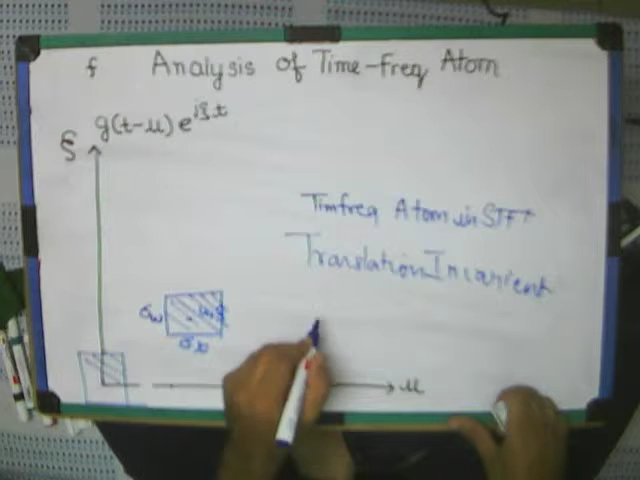 f Analysis of Time-Freq Atom
g(t-u) e^{iξt}
ξ
Timfreq Atom in STFT
Translation Invarient
σω u,ξ
σt
u